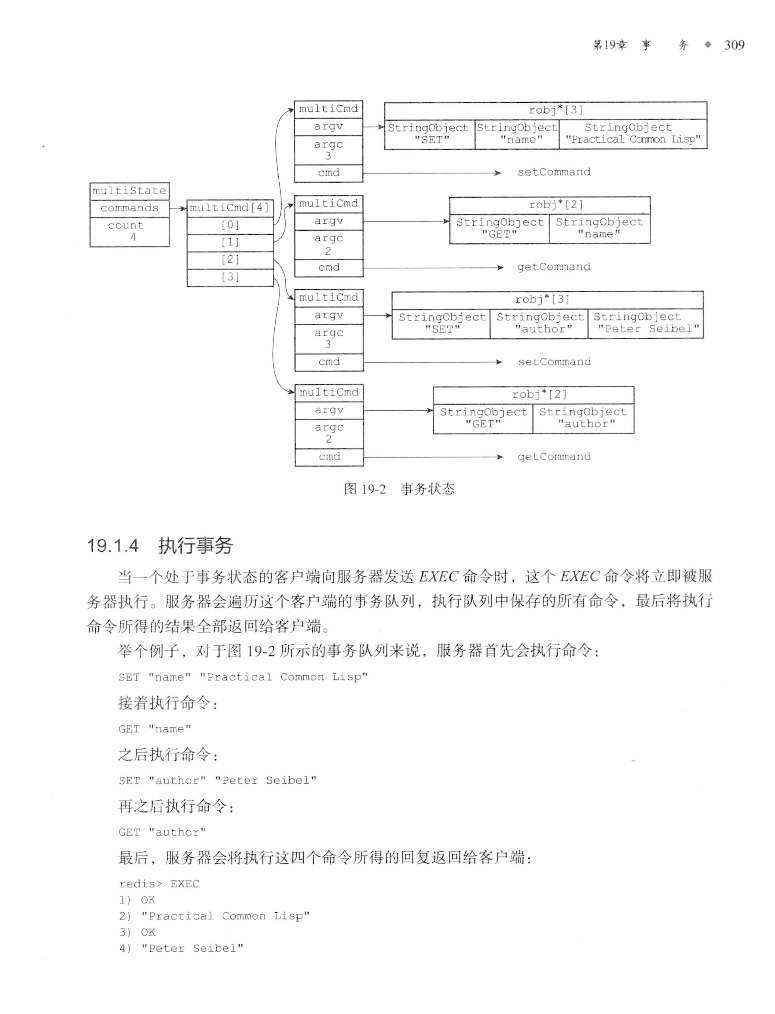 第19章 事 务 309
multiState
commands
count
4
multiCmd[4]
[0]
[1]
[2]
[3]
multiCmd
argv
argc
3
cmd
robj*[3]
StringObject StringObject StringObject
"SET" "name" "Practical Common Lisp"
setCommand
multiCmd
argv
argc
2
cmd
robj*[2]
StringObject StringObject
"GET" "name"
getCommand
multiCmd
argv
argc
3
cmd
robj*[3]
StringObject StringObject StringObject
"SET" "author" "Peter Seibel"
setCommand
multiCmd
argv
argc
2
cmd
robj*[2]
StringObject StringObject
"GET" "author"
getCommand
图 19-2 事务状态
19.1.4 执行事务
当一个处于事务状态的客户端向服务器发送 EXEC 命令时，这个 EXEC 命令将立即被服
务器执行。服务器会遍历这个客户端的事务队列，执行队列中保存的所有命令，最后将执行
命令所得的结果全部返回给客户端。
举个例子，对于图 19-2 所示的事务队列来说，服务器首先会执行命令：
SET "name" "Practical Common Lisp"
接着执行命令：
GET "name"
之后执行命令：
SET "author" "Peter Seibel"
再之后执行命令：
GET "author"
最后，服务器会将执行这四个命令所得的回复返回给客户端：
redis> EXEC
1) OK
2) "Practical Common Lisp"
3) OK
4) "Peter Seibel"